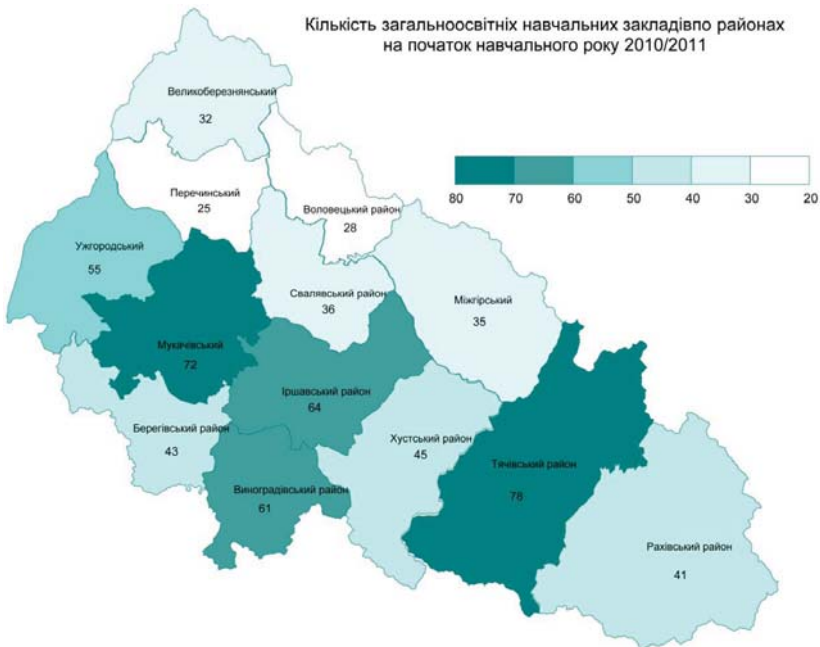 Кількість загальноосвітніх навчальних закладівпо районах
на початок навчального року 2010/2011
Великоберезнянський
32
80 70 60 50 40 30 20
Перечинський
25
Воловецький район
28
Ужгородський
55
Свалявський район
36
Міжгірський
35
Мукачівський
72
Іршавський район
64
Берегівський район
43
Хустський район
45
Тячівський район
78
Виноградівський район
61
Рахівський район
41